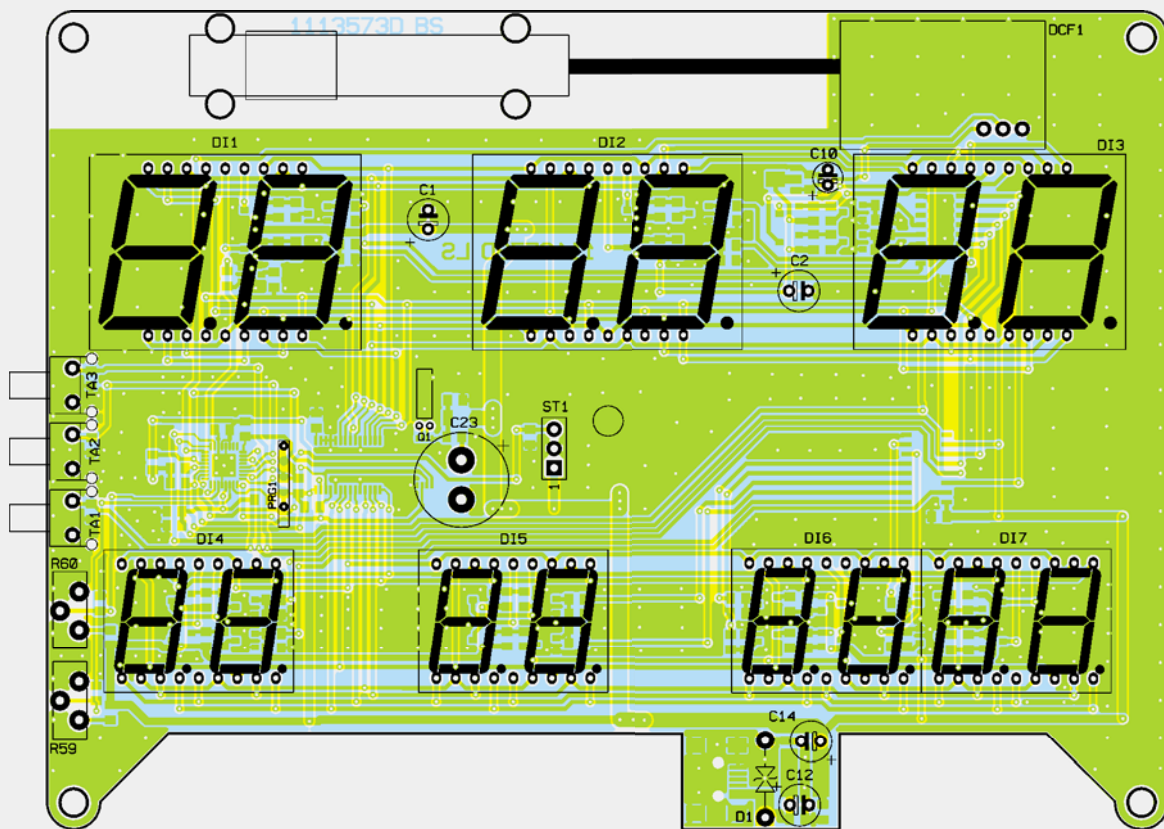 1113573D BS
DCF1
DI1
DI2
DI3
C10
C1
C2
TA3
TA2
TA1
Q1
C23
ST1
1
PRG1
DI4
DI5
DI6
DI7
R60
R59
C14
C12
D1